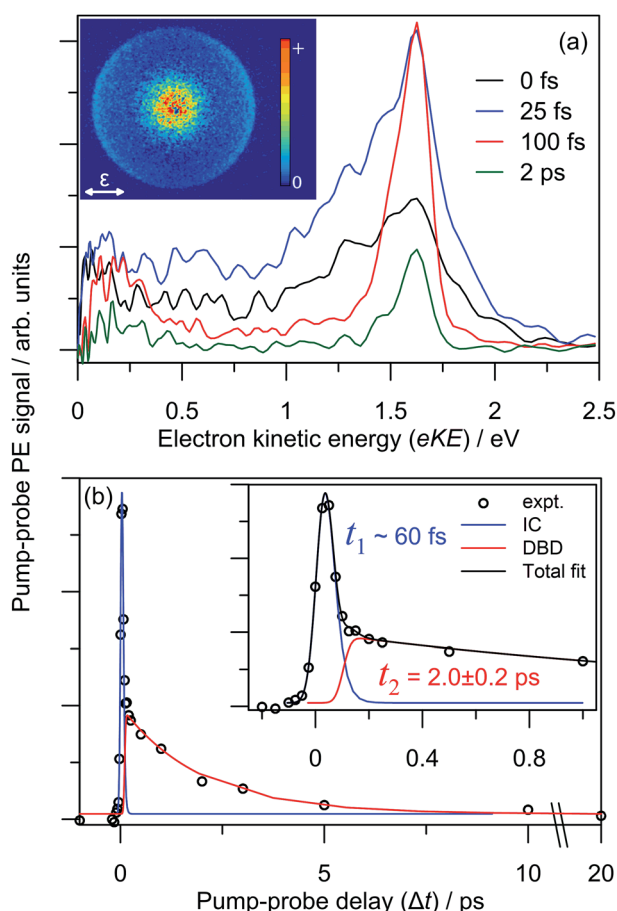 (a)
+
0
ε
0 fs
25 fs
100 fs
2 ps
0 0.5 1 1.5 2 2.5
Electron kinetic energy (eKE) / eV
Pump-probe PE signal / arb. units
(b)
expt.
IC
DBD
Total fit
t1 ~ 60 fs
t2 = 2.0±0.2 ps
0 0.4 0.8
0 5 10 20
Pump-probe delay (Δt) / ps